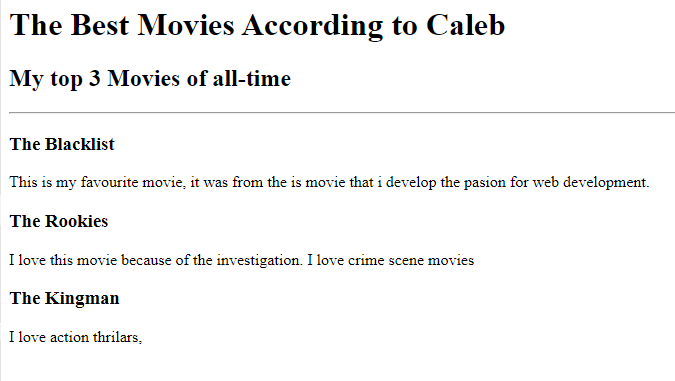 The Best Movies According to Caleb
My top 3 Movies of all-time
The Blacklist
This is my favourite movie, it was from the is movie that i develop the pasion for web development.
The Rookies
I love this movie because of the investigation. I love crime scene movies
The Kingman
I love action thrilars,